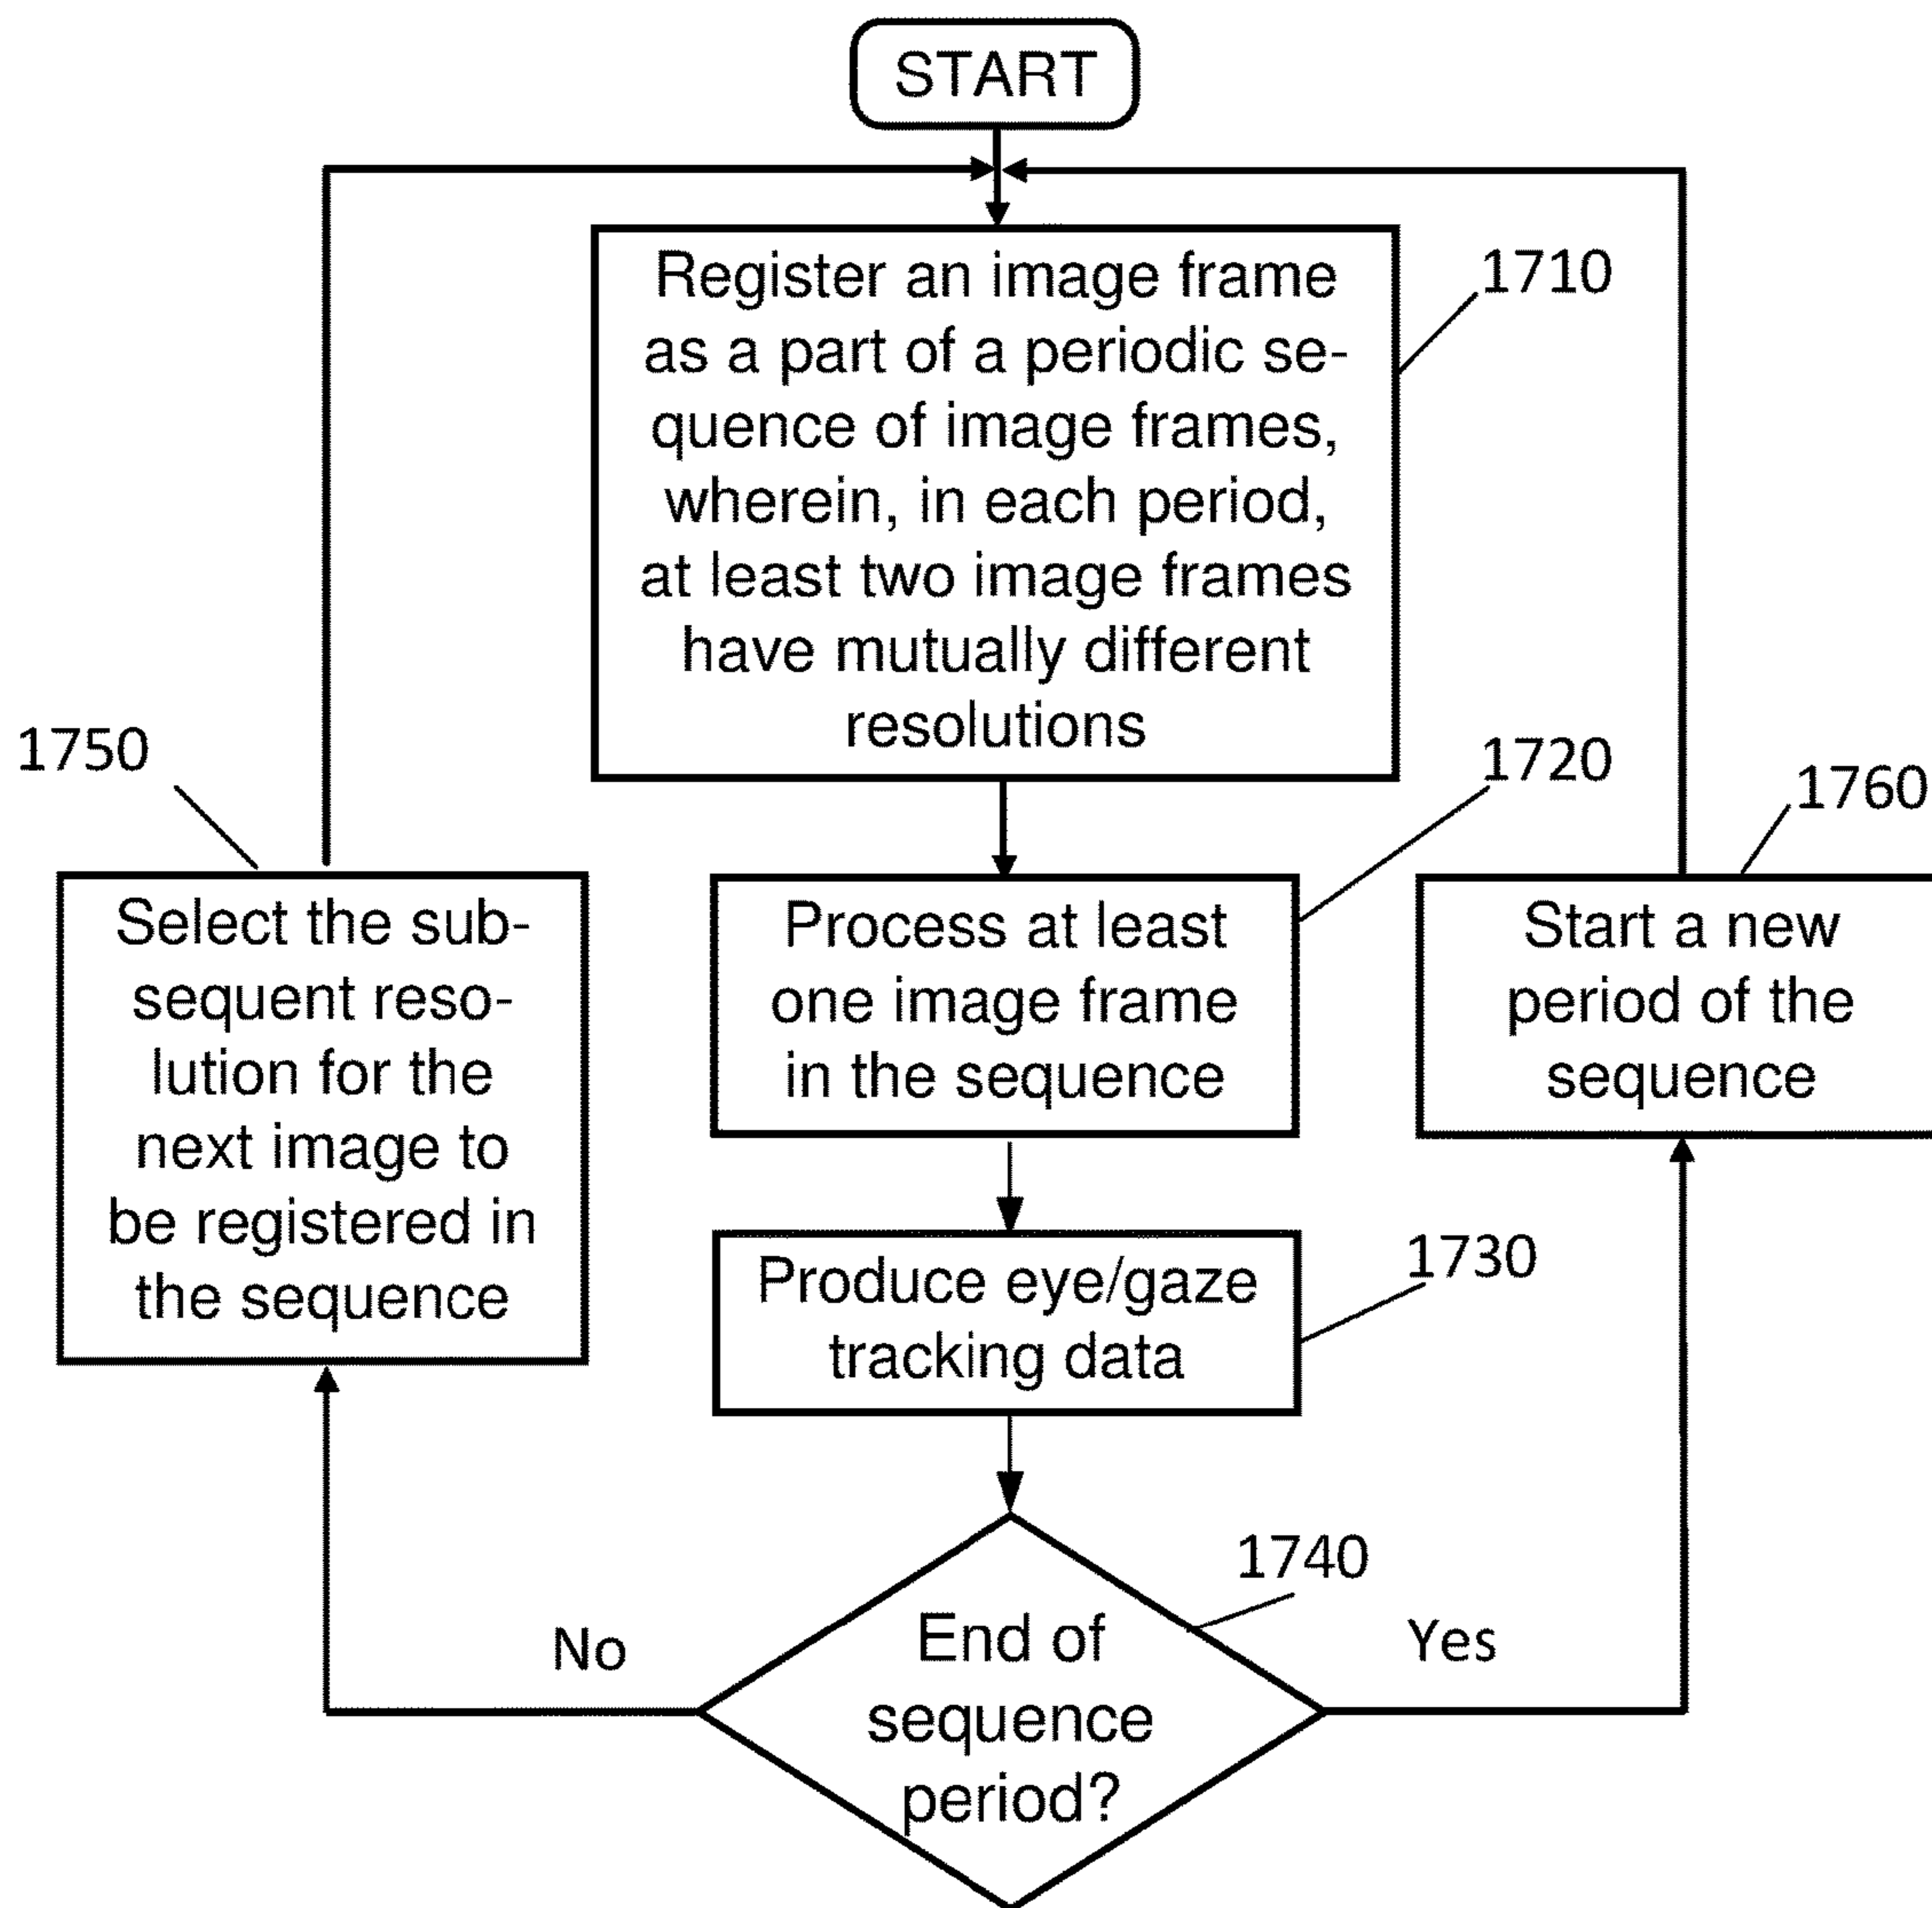 START
Register an image frame
as a part of a periodic se-
quence of image frames,
wherein, in each period,
at least two image frames
have mutually different
resolutions
1710
1720
1750
1760
Select the sub-
sequent reso-
lution for the
next image to
be registered in
the sequence
Process at least
one image frame
in the sequence
Start a new
period of the
sequence
Produce eye/gaze
tracking data
1730
1740
End of
sequence
period?
No
Yes